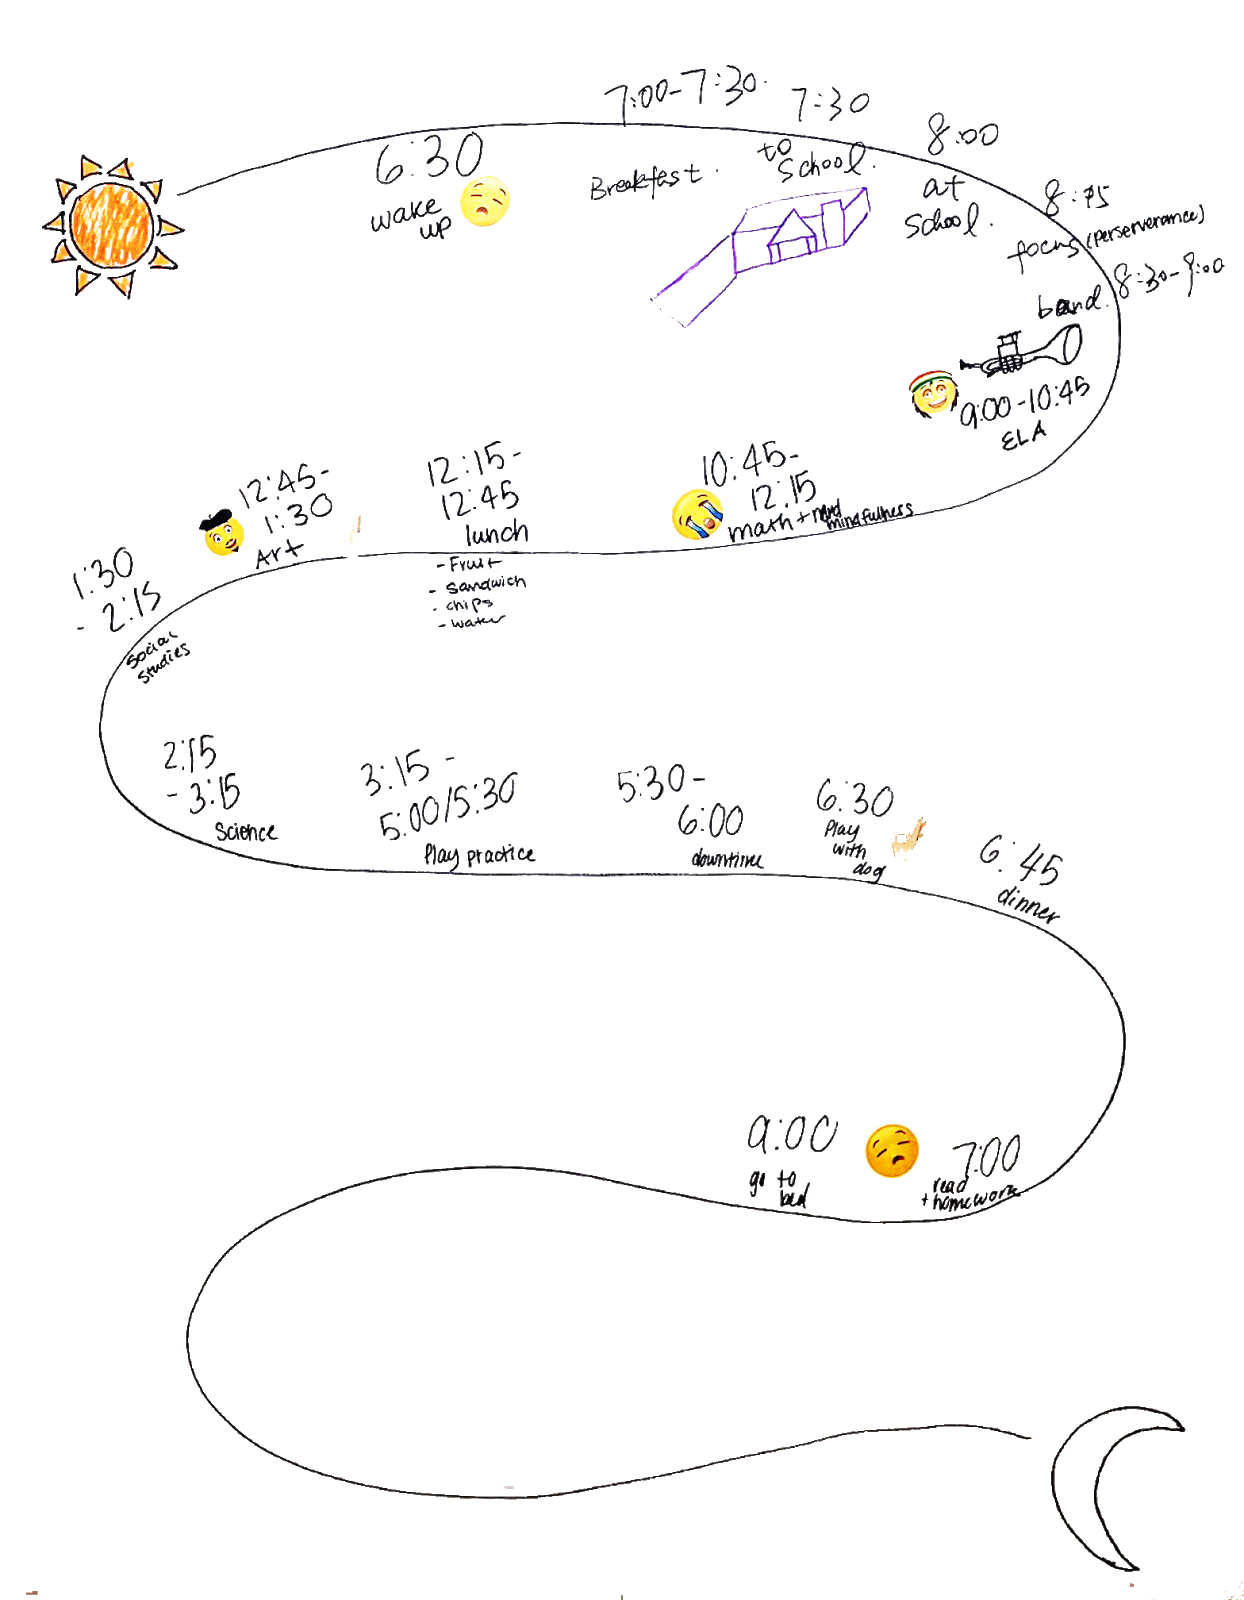 6:30
wake
up
7:00-7:30
Breakfast.
7:30
to
School.
8:00
at
School.
8:15
focus (perserverance)
band. 8:30-9:00
9:00-10:45
ELA
10:45-
12:15
math + mindfulness
12:15-
12:45
lunch
- Fruit
- Sandwich
- chips
- water
12:45-
1:30
Art
1:30
- 2:15
Social
Studies
2:15
- 3:15
Science
3:15 -
5:00/5:30
Play practice
5:30-
6:00
downtime
6:30
Play
with
dog
6:45
dinner
7:00
read
+ homework
9:00
go to
bed